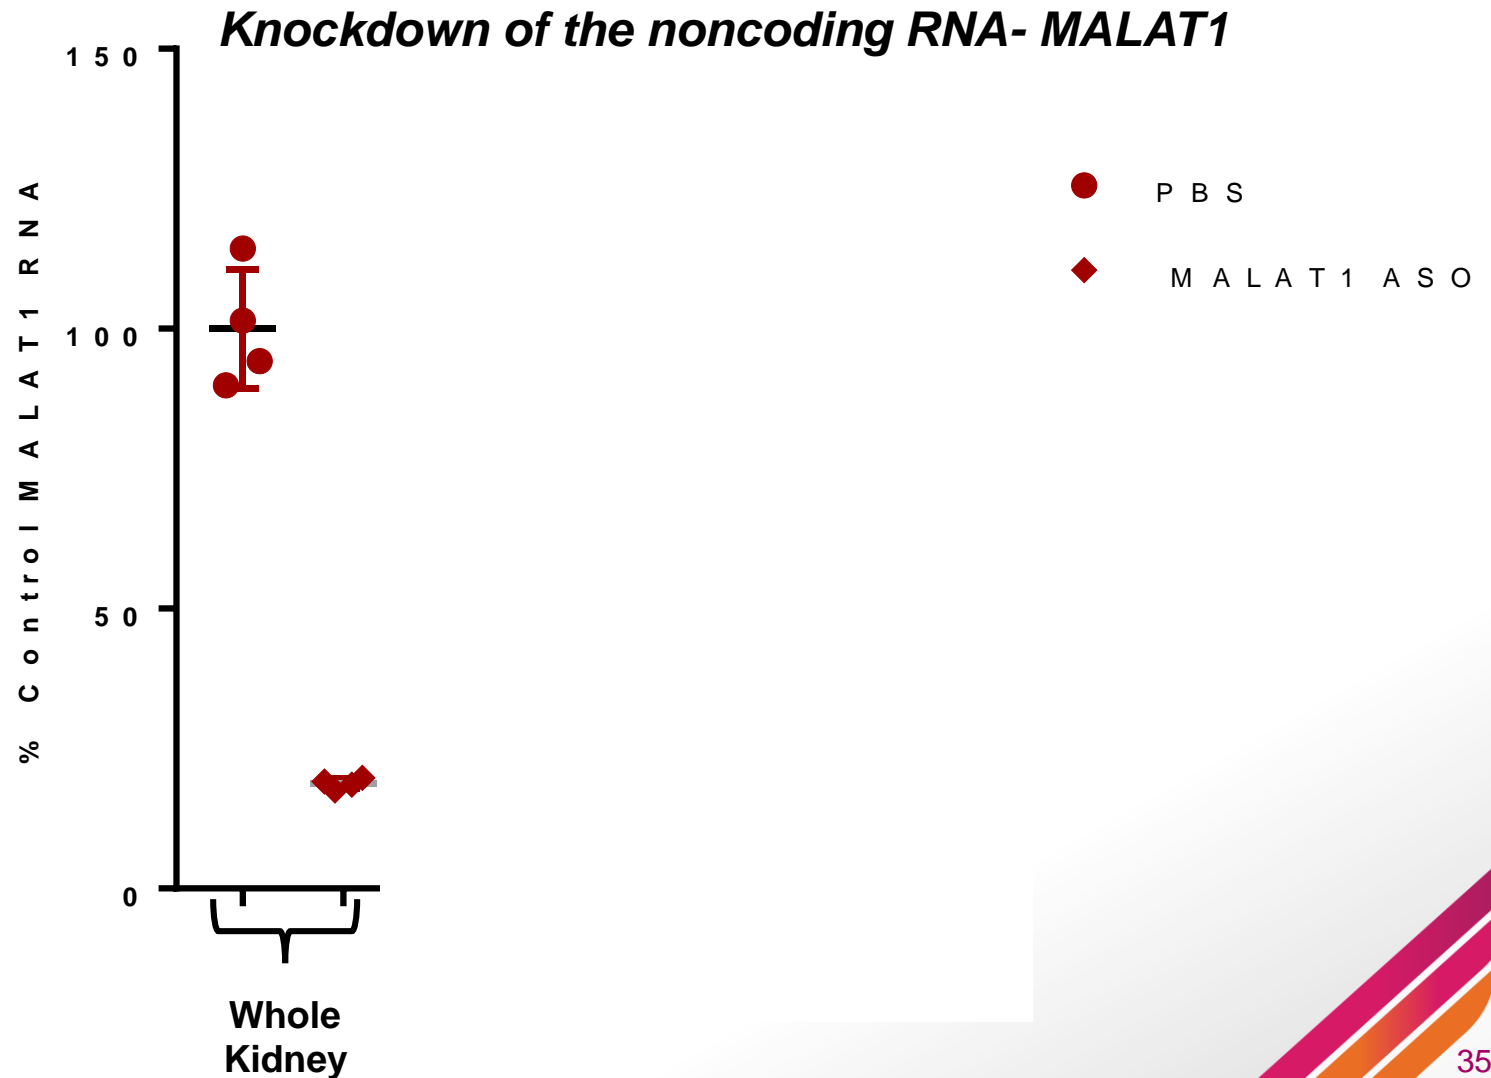 Knockdown of the noncoding RNA- MALAT1
% Control MALAT1 RNA
150
100
50
0
PBS
MALAT1 ASO
Whole
Kidney
35